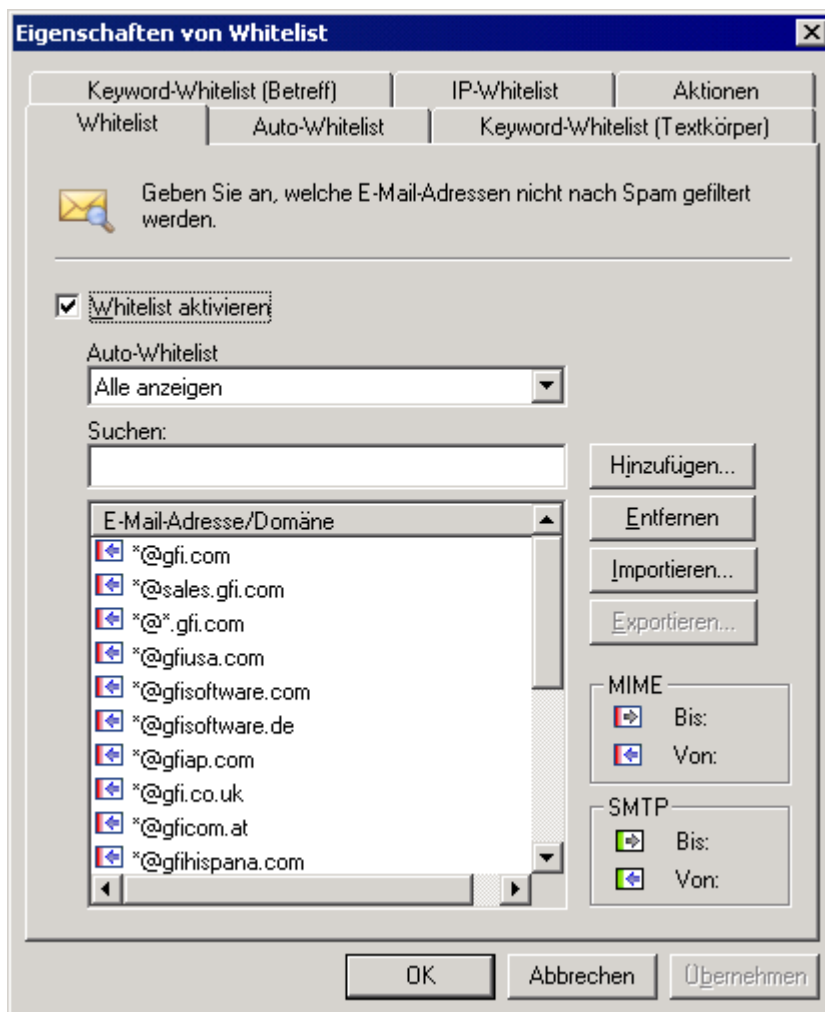 Eigenschaften von Whitelist
Keyword-Whitelist (Betreff)
IP-Whitelist
Aktionen
Whitelist
Auto-Whitelist
Keyword-Whitelist (Textkörper)
Geben Sie an, welche E-Mail-Adressen nicht nach Spam gefiltert
werden.
Whitelist aktivieren
Auto-Whitelist
Alle anzeigen
Suchen:
Hinzufügen...
Entfernen
Importieren...
Exportieren...
E-Mail-Adresse/Domäne
*@gfi.com
*@sales.gfi.com
*@*.gfi.com
*@gfiusa.com
*@gfisoftware.com
*@gfisoftware.de
*@gfiap.com
*@gfi.co.uk
*@gficom.at
*@gfihispana.com
MIME
Bis:
Von:
SMTP
Bis:
Von:
OK
Abbrechen
Übernehmen